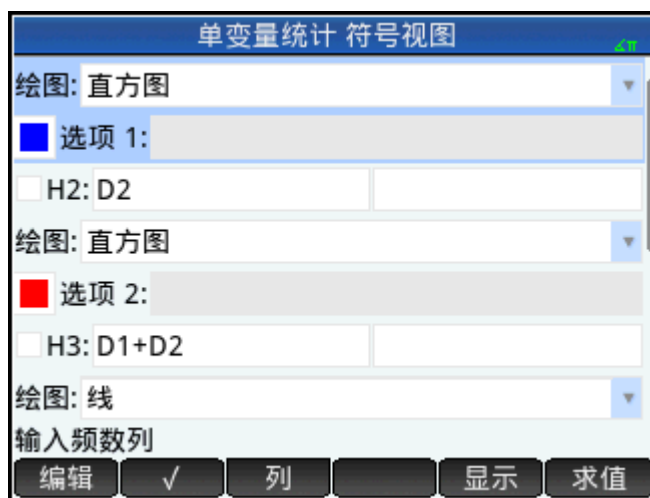 单变量统计 符号视图
∡π
绘图: 直方图
选项 1:
H2: D2
绘图: 直方图
选项 2:
H3: D1+D2
绘图: 线
输入频数列
编辑 √ 列 显示 求值